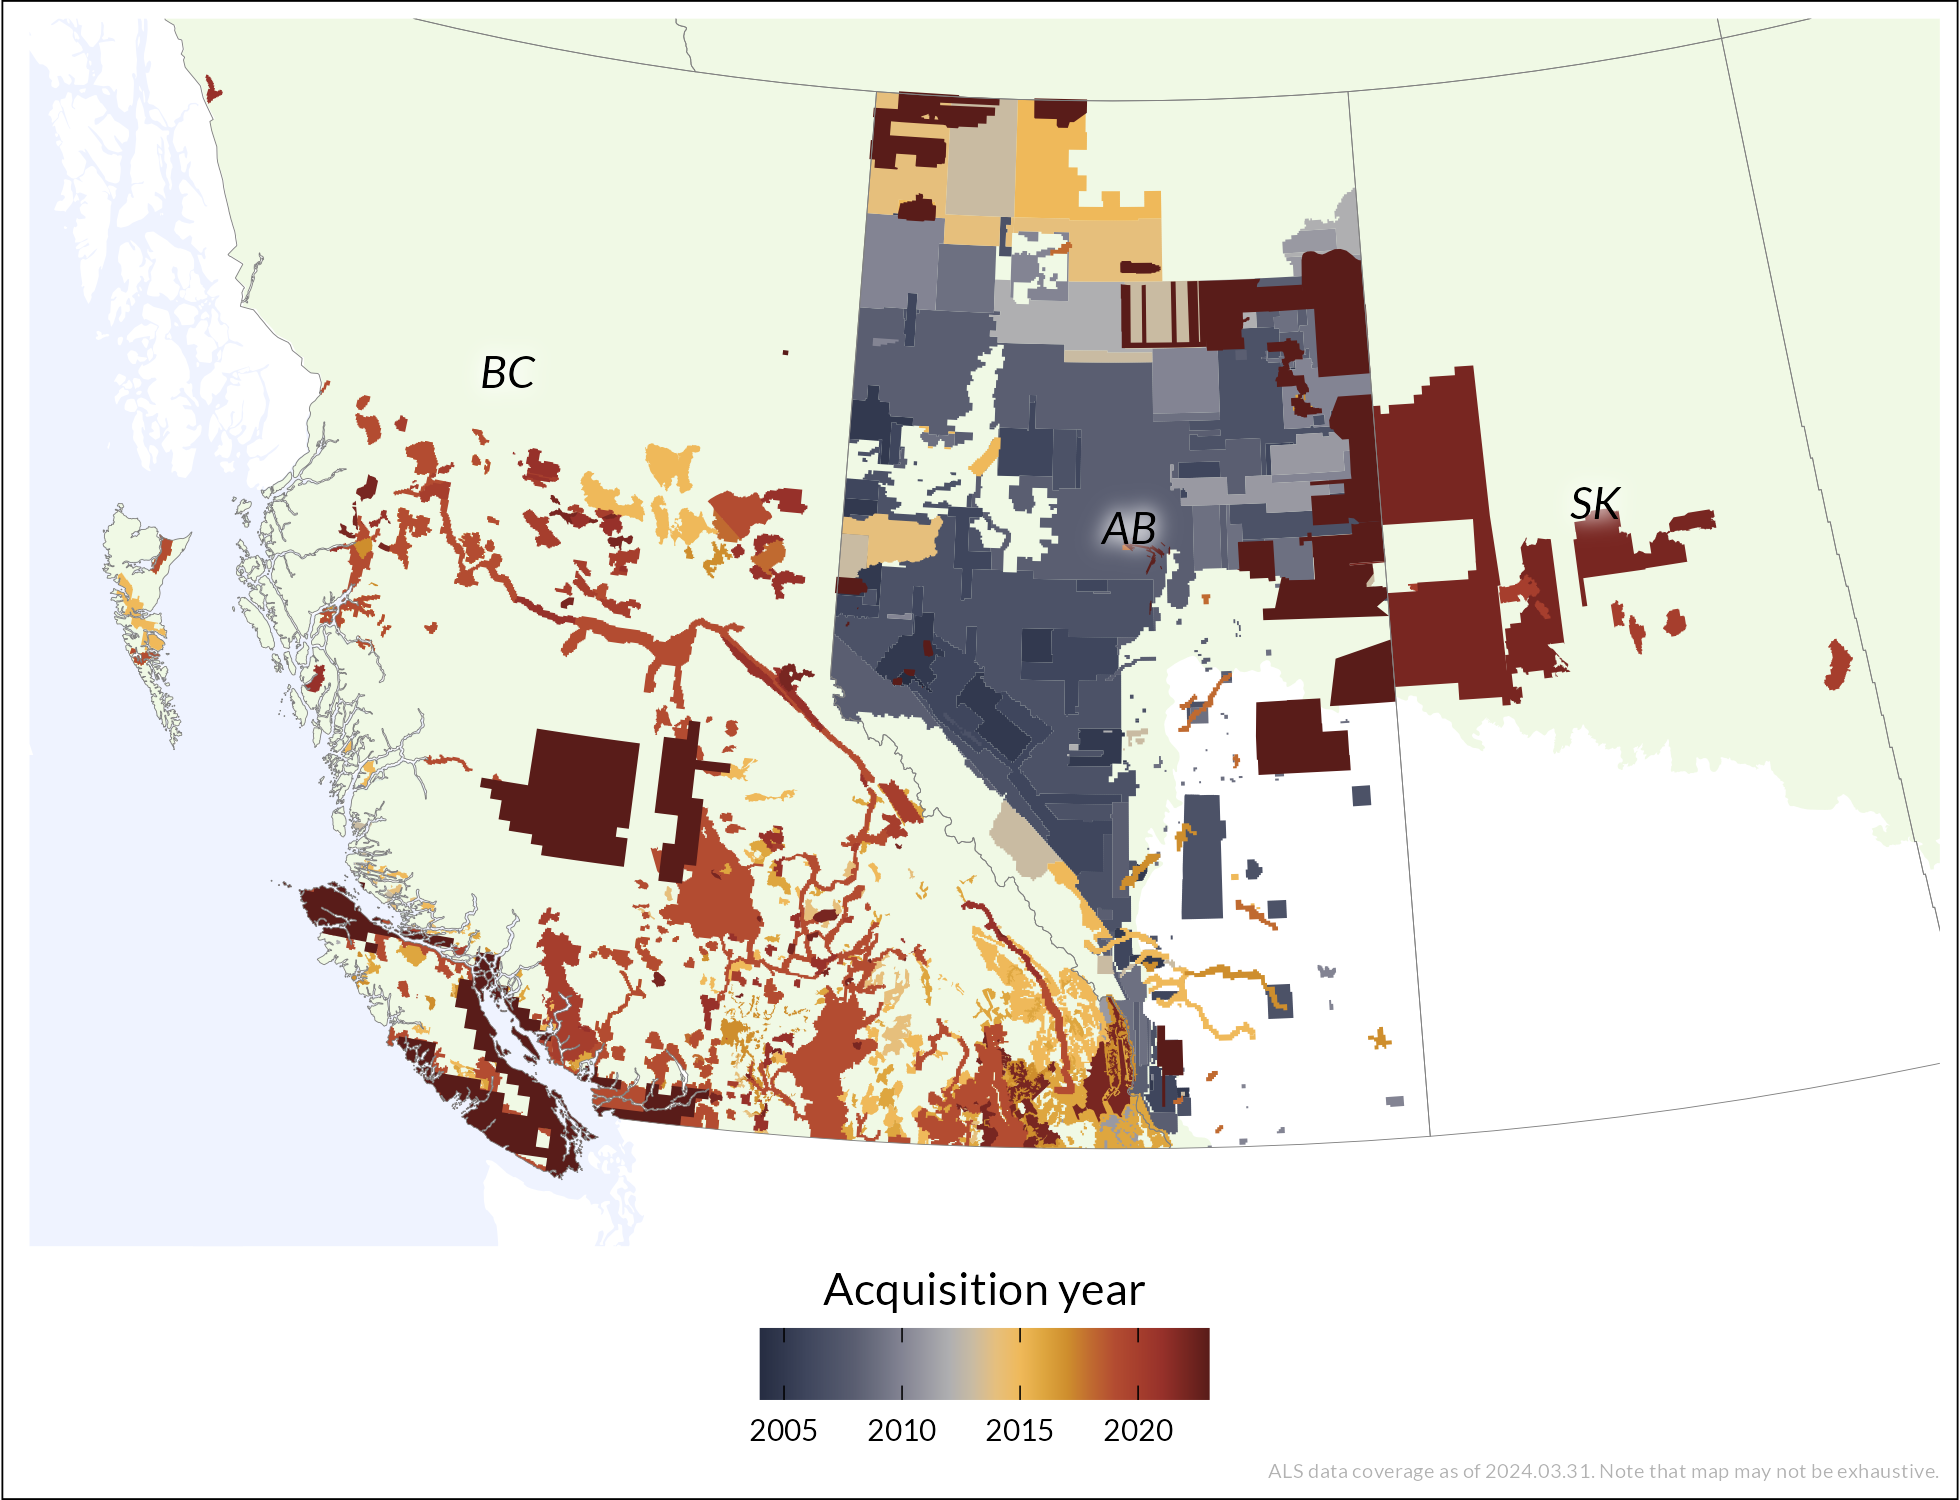 BC
SK
AB
Acquisition year
2005 2010 2015 2020
ALS data coverage as of 2024.03.31. Note that map may not be exhaustive.